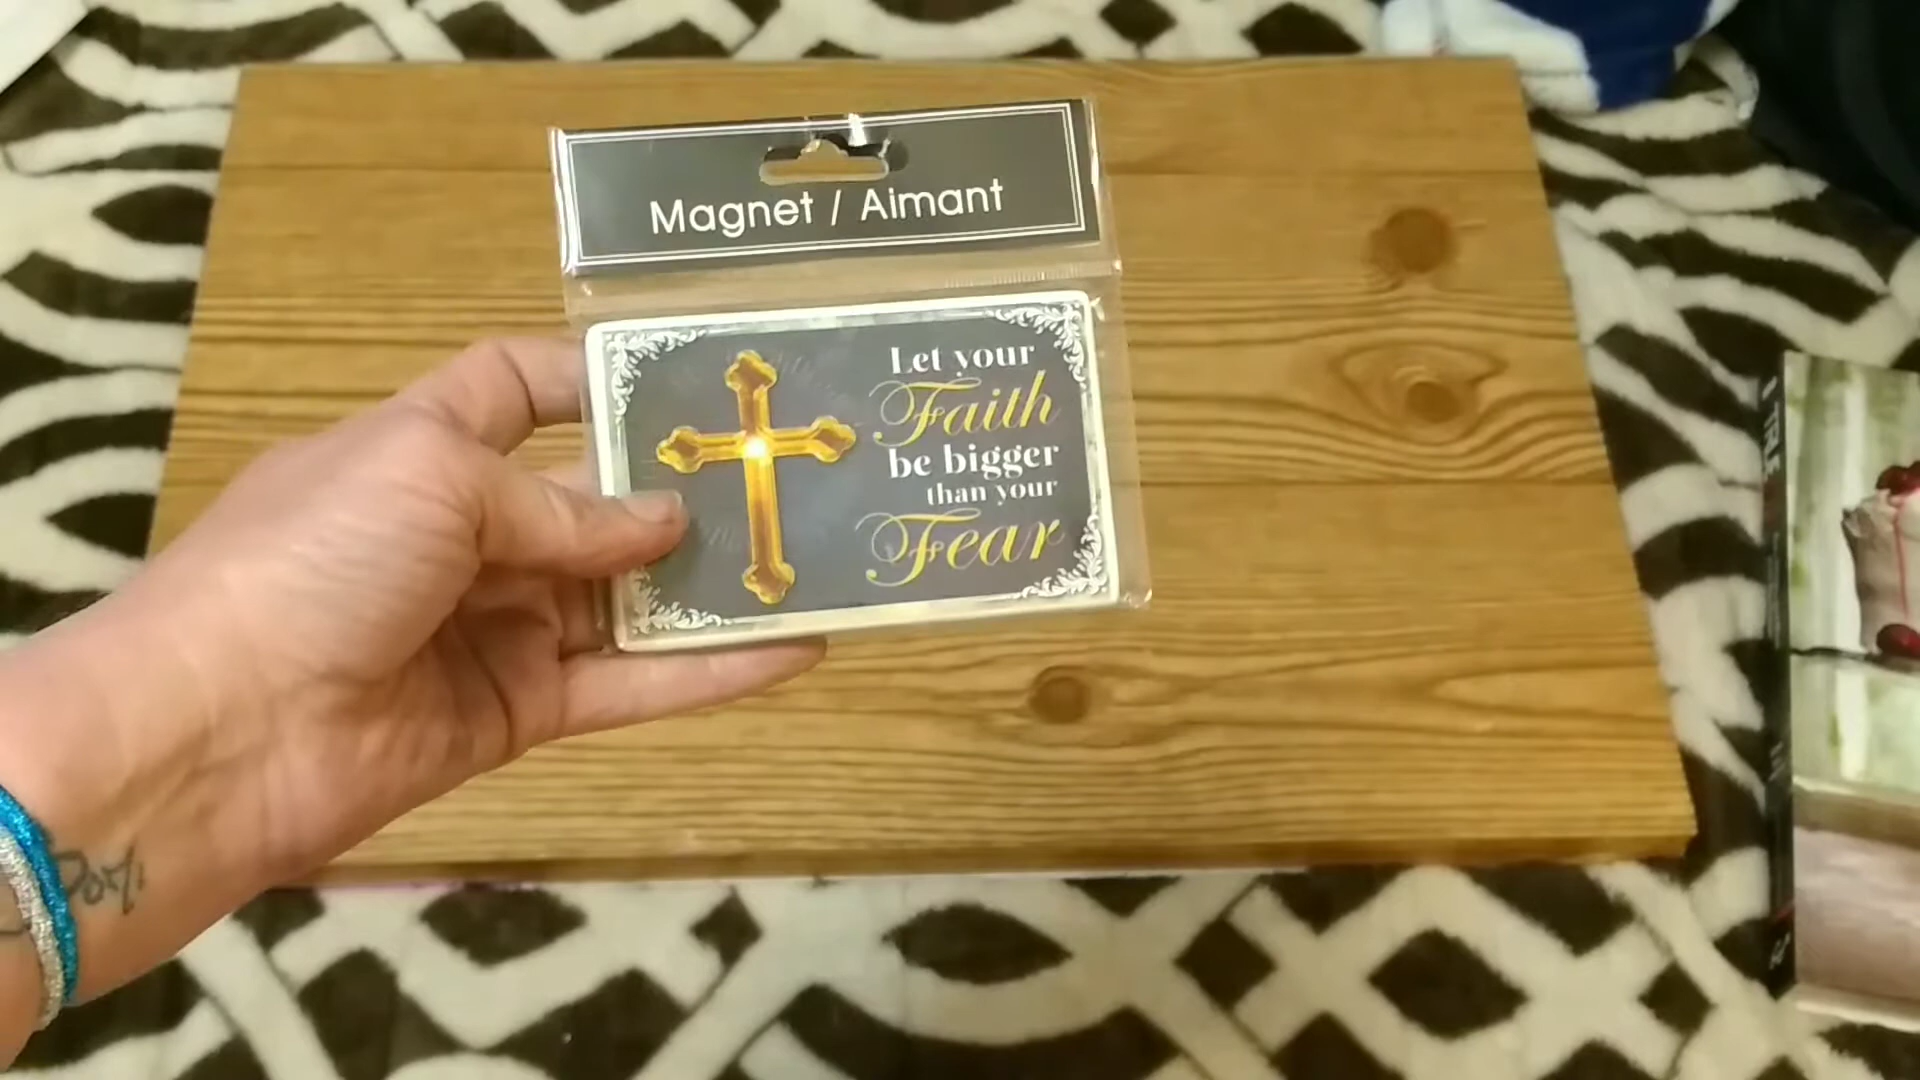 Magnet / Aimant
Let your
Faith
be bigger
than your
Fear